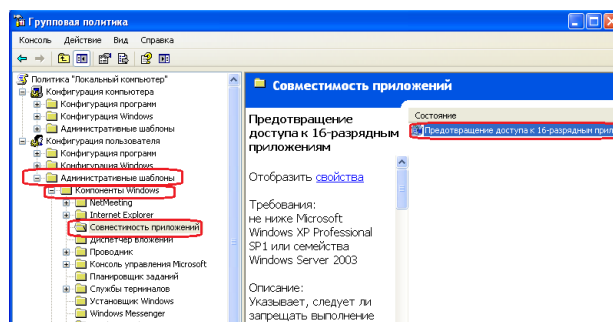 Групповая политика
Консоль Действие Вид Справка
Политика "Локальный компьютер"
Конфигурация компьютера
Конфигурация программ
Конфигурация Windows
Административные шаблоны
Конфигурация пользователя
Конфигурация программ
Конфигурация Windows
Административные шаблоны
Компоненты Windows
NetMeeting
Internet Explorer
Совместимость приложений
Диспетчер вложений
Проводник
Консоль управления Microsoft
Планировщик заданий
Службы терминалов
Установщик Windows
Windows Messenger
Совместимость приложений
Предотвращение
доступа к 16-разрядным
приложениям
Отобразить свойства
Требования:
не ниже Microsoft
Windows XP Professional
SP1 или семейства
Windows Server 2003
Описание:
Указывает, следует ли
запрещать выполнение
Состояние
Предотвращение доступа к 16-разрядным прил